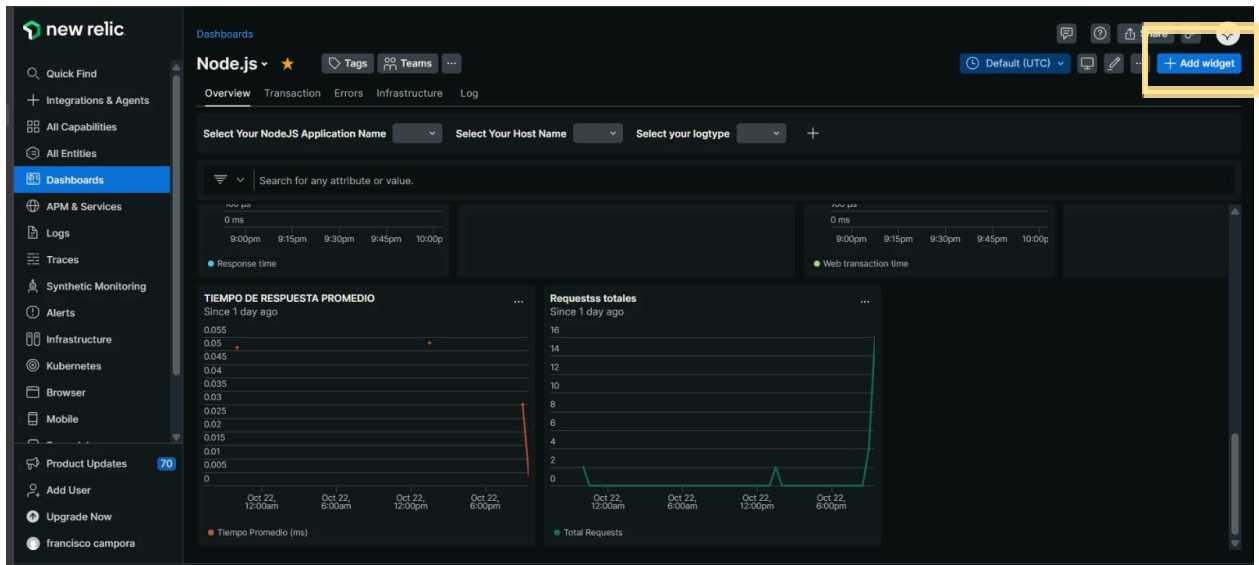 new relic
Dashboards
Share
Node.js
Tags
Teams
Default (UTC)
Add widget
Quick Find
Integrations & Agents
All Capabilities
All Entities
Dashboards
APM & Services
Logs
Traces
Synthetic Monitoring
Alerts
Infrastructure
Kubernetes
Browser
Mobile
Product Updates 70
Add User
Upgrade Now
francisco campora
Overview Transaction Errors Infrastructure Log
Select Your NodeJS Application Name Select Your Host Name Select your logtype
Search for any attribute or value.
100 µs
0 ms
9:00pm 9:15pm 9:30pm 9:45pm 10:00p
Response time
100 µs
0 ms
9:00pm 9:15pm 9:30pm 9:45pm 10:00p
Web transaction time
TIEMPO DE RESPUESTA PROMEDIO
Since 1 day ago
0.055
0.05
0.045
0.04
0.035
0.03
0.025
0.02
0.015
0.01
0.005
0
Oct 22, Oct 22, Oct 22, Oct 22,
12:00am 6:00am 12:00pm 6:00pm
Tiempo Promedio (ms)
Requestss totales
Since 1 day ago
16
14
12
10
8
6
4
2
0
Oct 22, Oct 22, Oct 22, Oct 22,
12:00am 6:00am 12:00pm 6:00pm
Total Requests